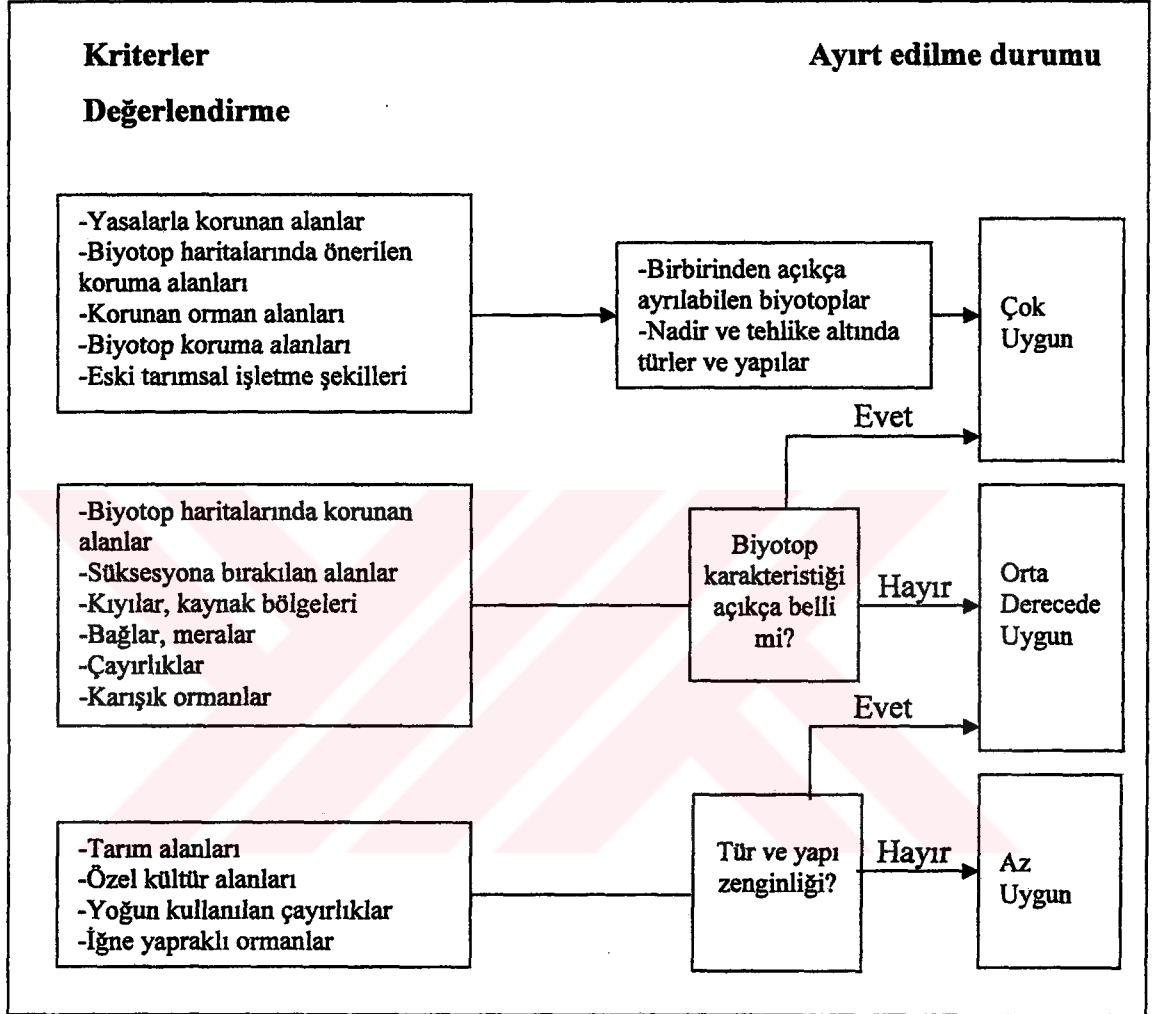 Kriterler
Ayırt edilme durumu
Değerlendirme
-Yasalarla korunan alanlar
-Biyotop haritalarında önerilen
koruma alanları
-Korunan orman alanları
-Biyotop koruma alanları
-Eski tarımsal işletme şekilleri
-Birbirinden açıkça
ayrılabilen biyotoplar
-Nadir ve tehlike altında
türler ve yapılar
Çok
Uygun
Evet
-Biyotop haritalarında korunan
alanlar
-Süksesyona bırakılan alanlar
-Kıyılar, kaynak bölgeleri
-Bağlar, meralar
-Çayırlıklar
-Karışık ormanlar
Biyotop
karakteristiği
açıkça belli
mi?
Hayır
Orta
Derecede
Uygun
Evet
-Tarım alanları
-Özel kültür alanları
-Yoğun kullanılan çayırlıklar
-İğne yapraklı ormanlar
Tür ve yapı
zenginliği?
Hayır
Az
Uygun